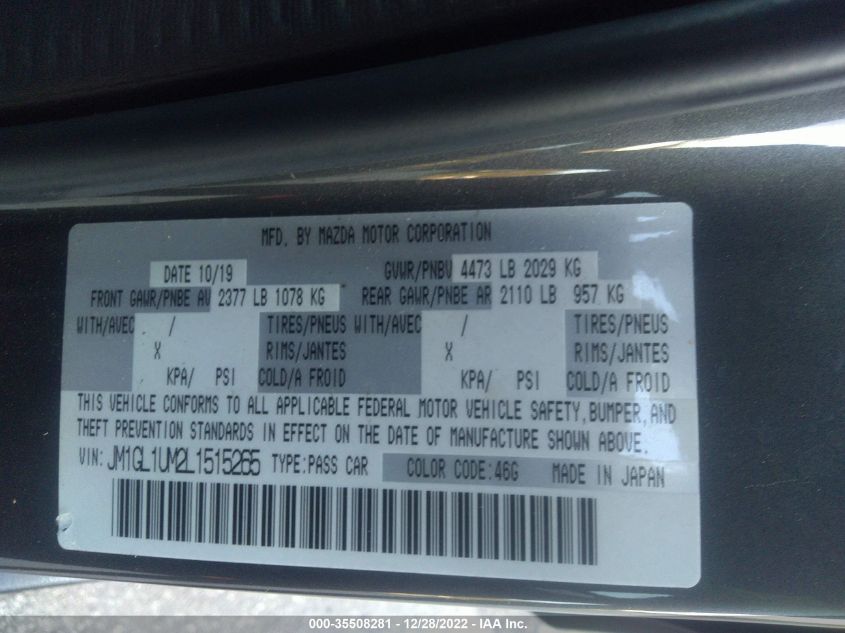 MFD. BY MAZDA MOTOR CORPORATION
DATE 10/19 GVWR/PNBV 4473 LB 2029 KG
FRONT GAWR/PNBE AV 2377 LB 1078 KG REAR GAWR/PNBE AR 2110 LB 957 KG
WITH/AVEC / TIRES/PNEUS WITH/AVEC / TIRES/PNEUS
X RIMS/JANTES X RIMS/JANTES
KPA/ PSI COLD/A FROID KPA/ PSI COLD/A FROID
THIS VEHICLE CONFORMS TO ALL APPLICABLE FEDERAL MOTOR VEHICLE SAFETY, BUMPER, AND
THEFT PREVENTION STANDARDS IN EFFECT ON THE DATE OF MANUFACTURE SHOWN ABOVE.
VIN: JM1GL1UM2L1515265 TYPE:PASS CAR COLOR CODE:46G MADE IN JAPAN
000-35508281 - 12/28/2022 - IAA Inc.